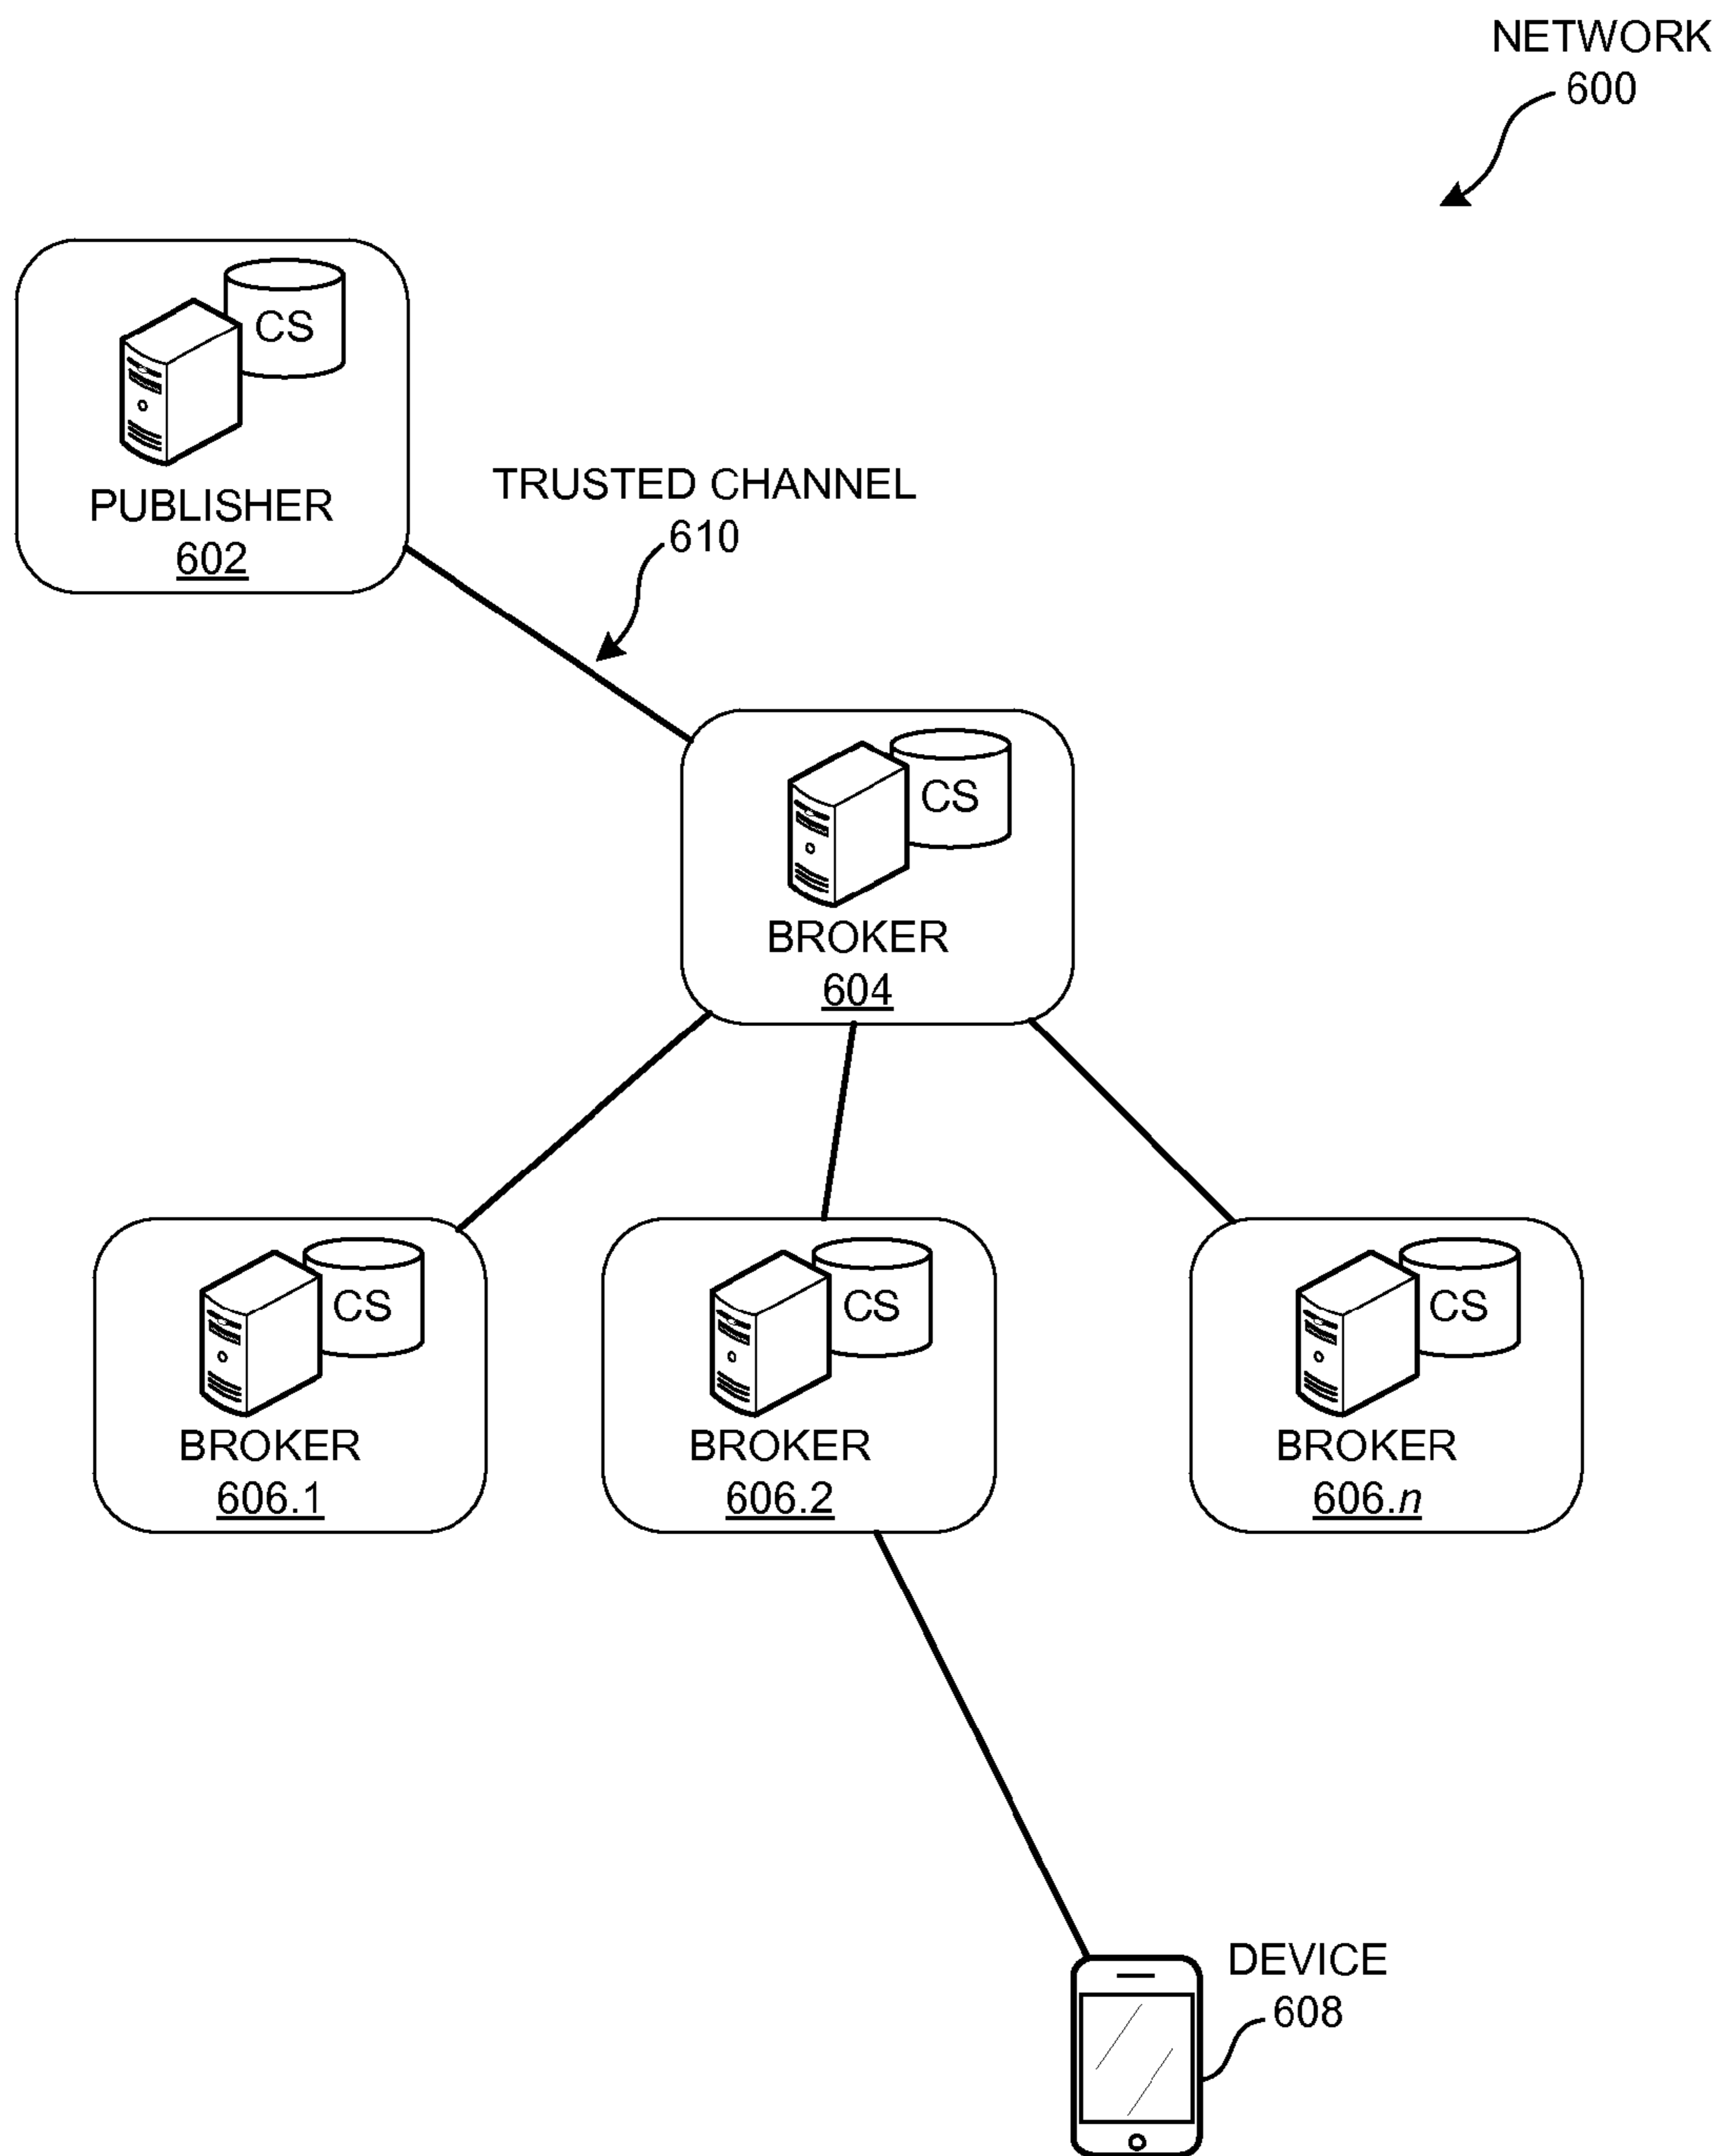 NETWORK
600
CS
PUBLISHER
602
TRUSTED CHANNEL
610
CS
BROKER
604
CS
BROKER
606.1
CS
BROKER
606.2
CS
BROKER
606.n
DEVICE
608